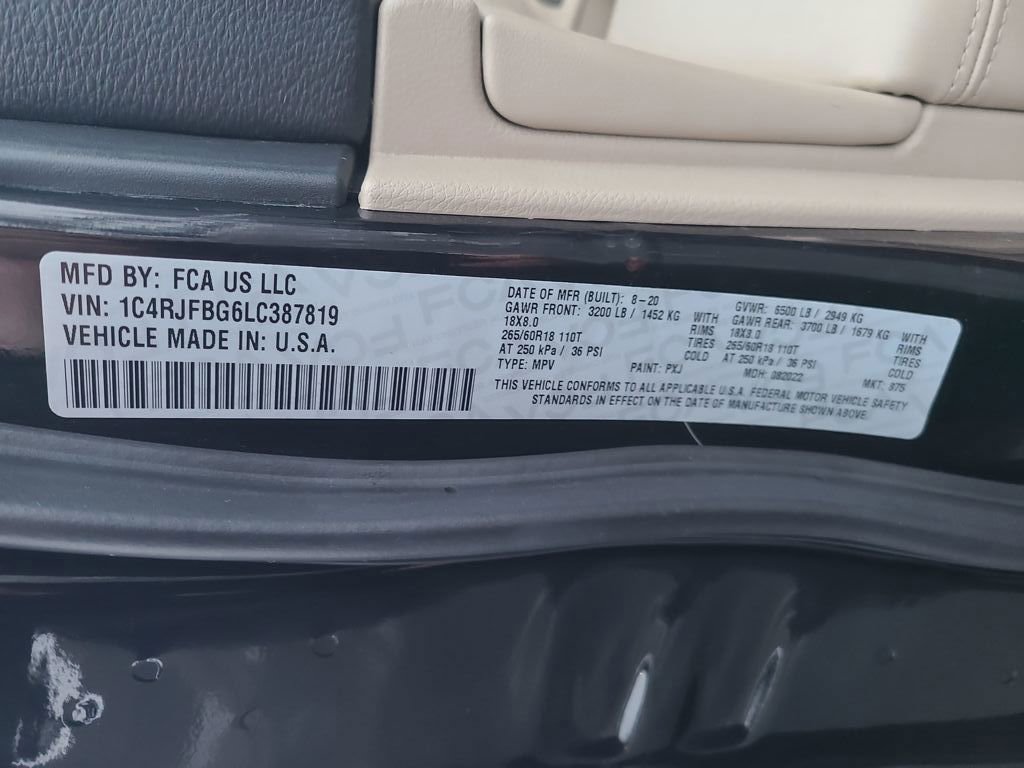 MFD BY: FCA US LLC
VIN: 1C4RJFBG6LC387819
VEHICLE MADE IN: U.S.A.
DATE OF MFR (BUILT): 8-20 GVWR: 6500 LB / 2949 KG
GAWR FRONT: 3200 LB / 1452 KG WITH GAWR REAR: 3700 LB / 1679 KG WITH
18X8.0 RIMS 18X8.0 RIMS
265/60R18 110T TIRES 265/60R18 110T TIRES
AT 250 kPa / 36 PSI COLD AT 250 kPa / 36 PSI COLD
TYPE: MPV PAINT: PXJ MDH: 082022 MKT: 875
THIS VEHICLE CONFORMS TO ALL APPLICABLE U.S.A. FEDERAL MOTOR VEHICLE SAFETY
STANDARDS IN EFFECT ON THE DATE OF MANUFACTURE SHOWN ABOVE.